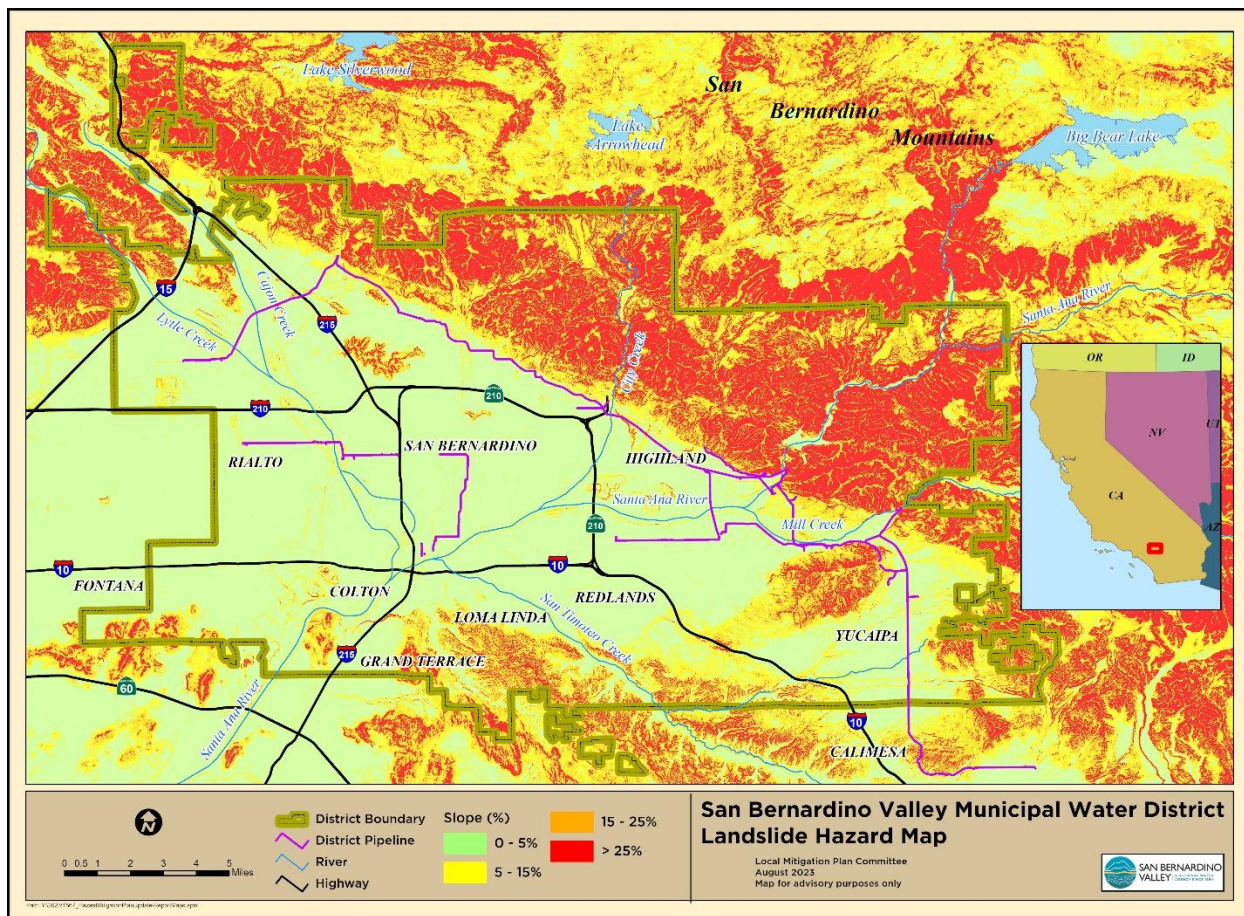 Lake Silverwood
San
Bernardino
Mountains
Lake
Arrowhead
Big Bear Lake
15
Cajon Creek
Lytle Creek
215
City Creek
Santa Ana River
OR
ID
NV
UT
CA
AZ
210
210
SAN BERNARDINO
RIALTO
HIGHLAND
Santa Ana River
210
Mill Creek
10
FONTANA
COLTON
10
REDLANDS
LOMA LINDA
San Timoteo Creek
YUCAIPA
215
GRAND TERRACE
60
Santa Ana River
10
CALIMESA
N
0 0.5 1 2 3 4 5
Miles
District Boundary
District Pipeline
River
Highway
Slope (%)
0 - 5%
5 - 15%
15 - 25%
> 25%
San Bernardino Valley Municipal Water District
Landslide Hazard Map
Local Mitigation Plan Committee
August 2023
Map for advisory purposes only
SAN BERNARDINO
VALLEY